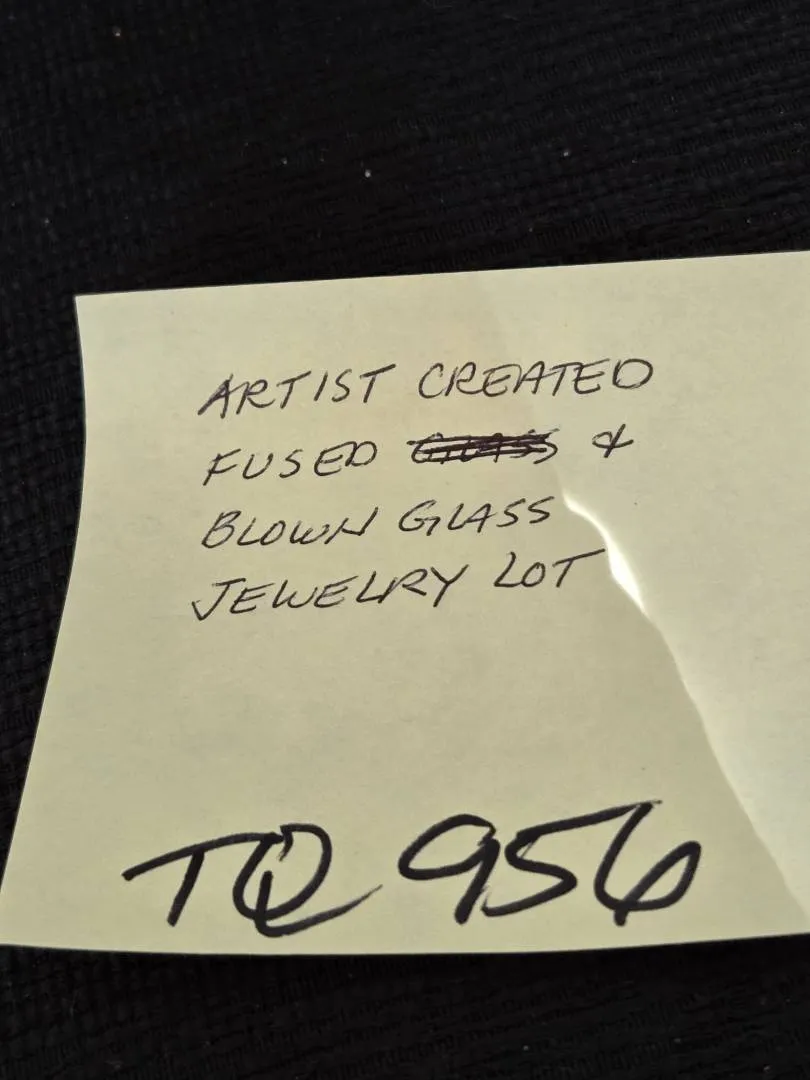 ARTIST CREATED
FUSED GLASS &
BLOWN GLASS
JEWELRY LOT
TQ 956